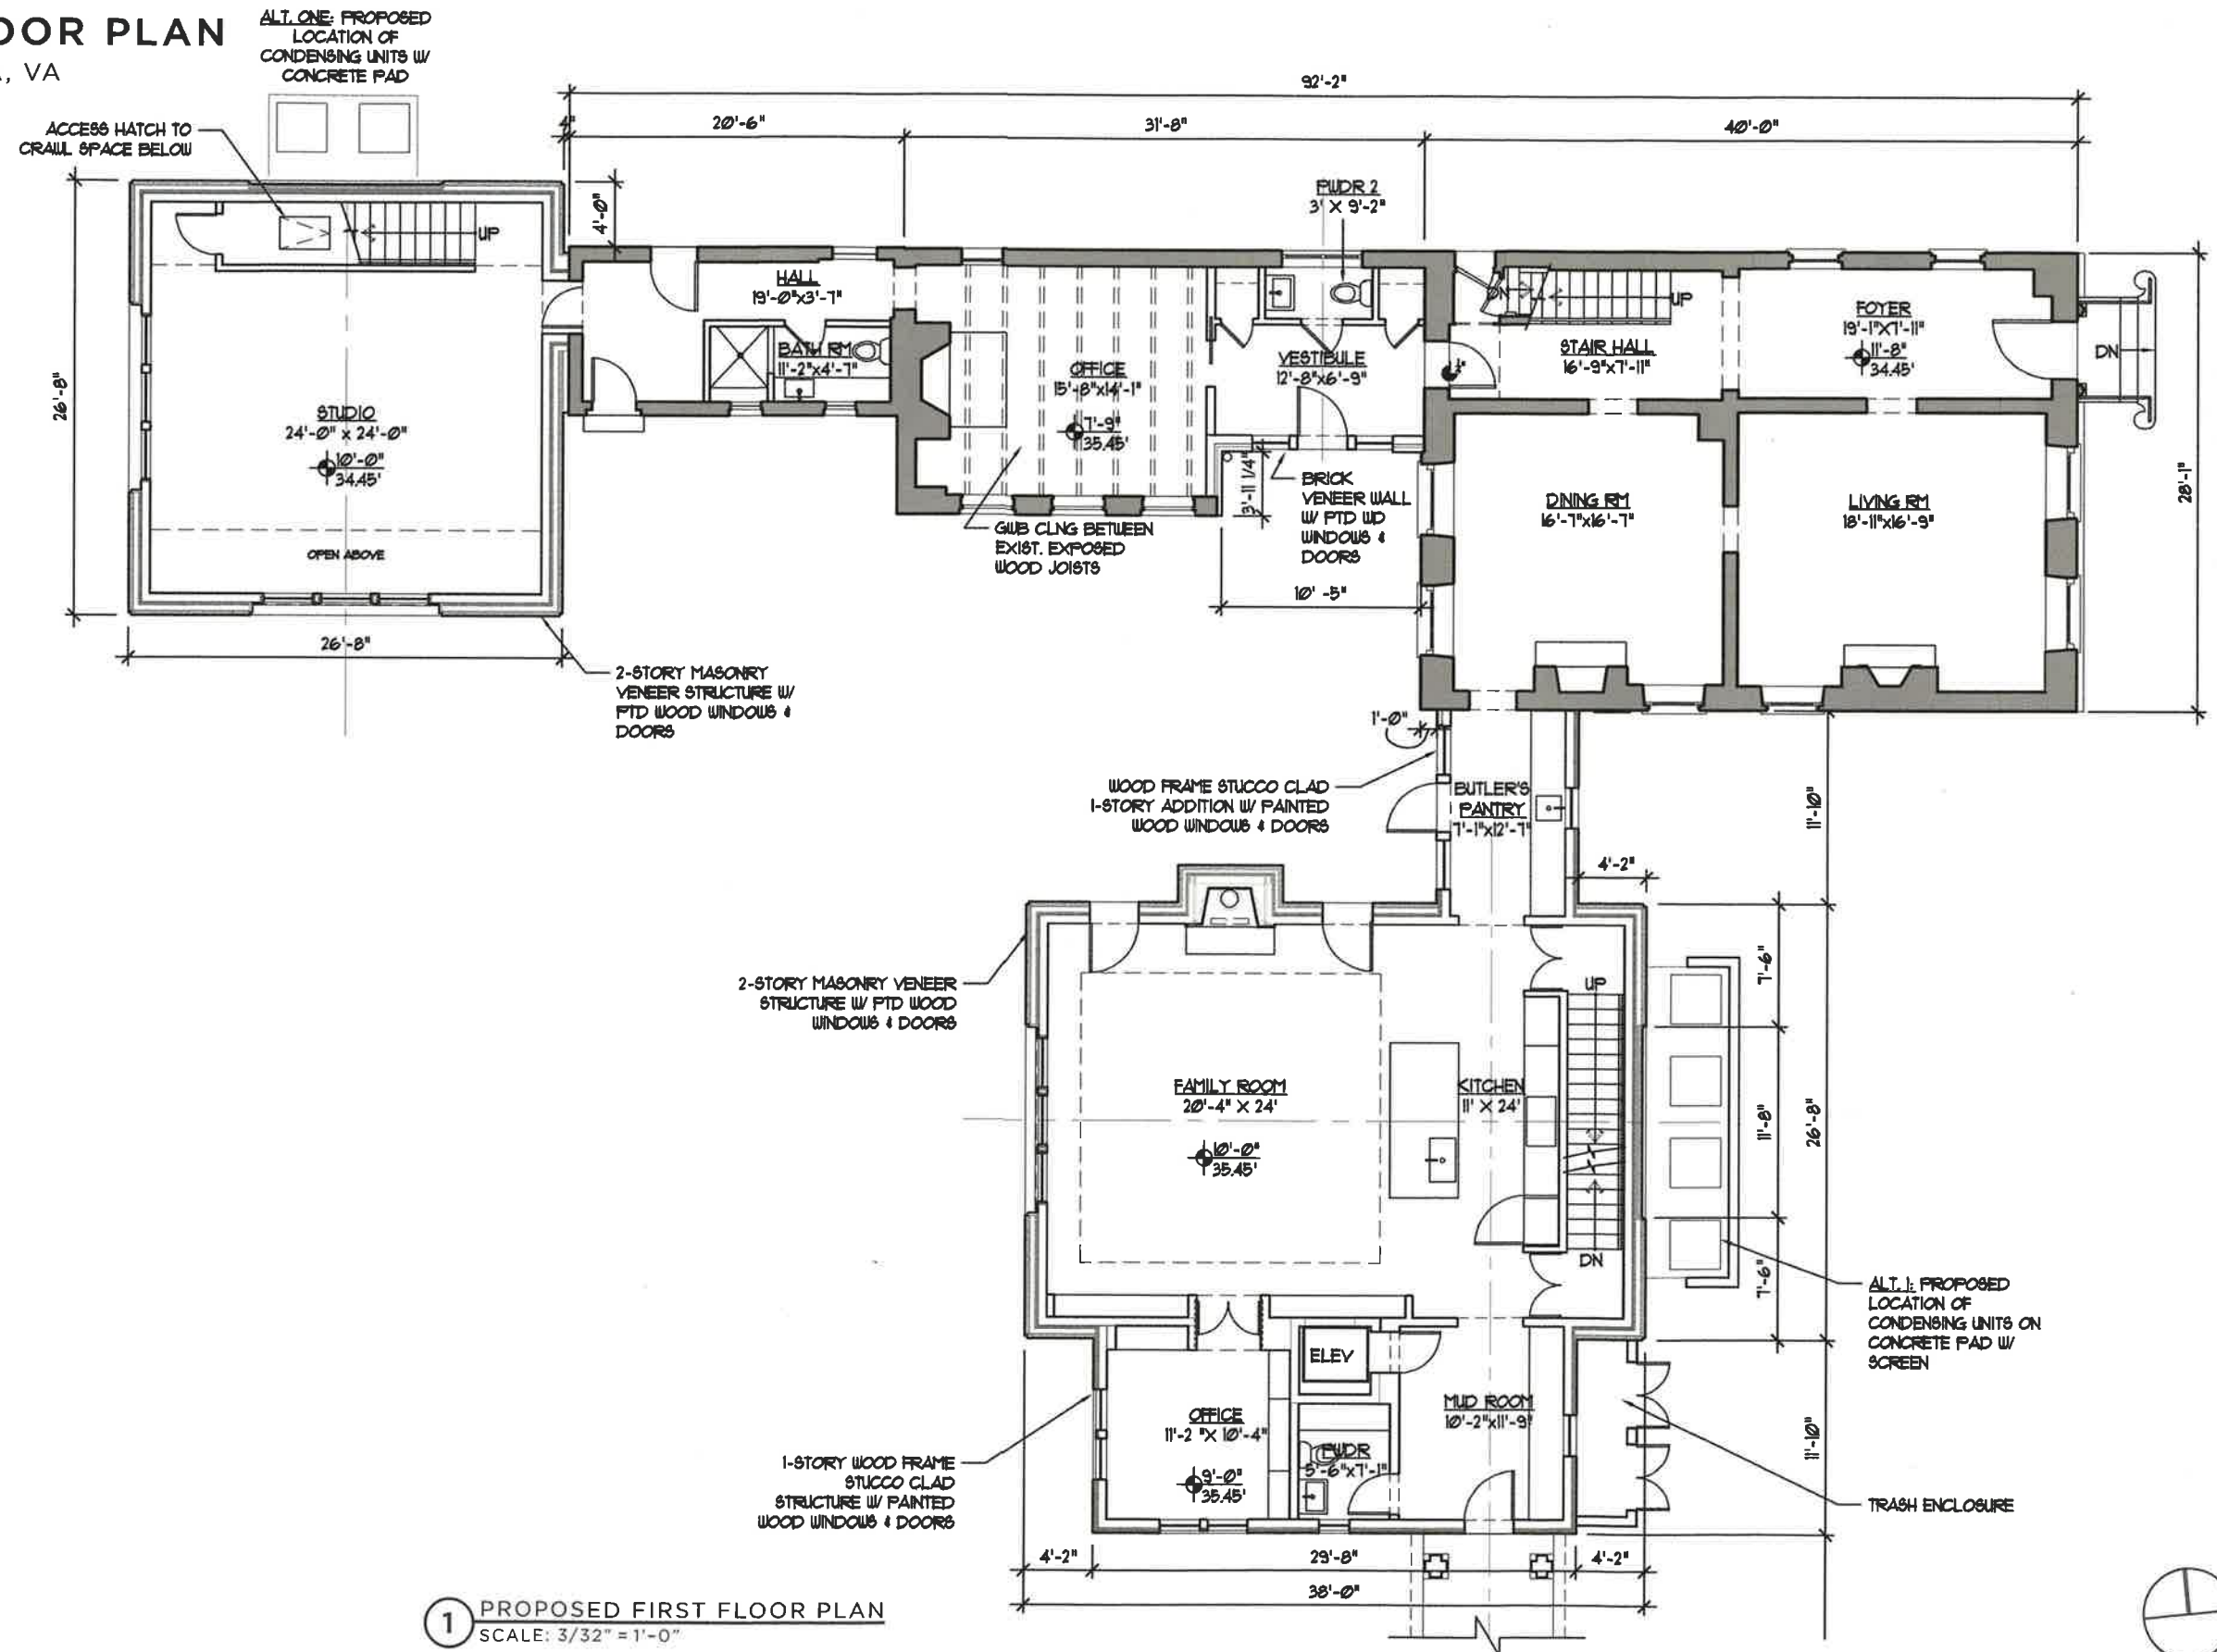 OOR PLAN
, VA
ALT. ONE: PROPOSED
LOCATION OF
CONDENSING UNITS W/
CONCRETE PAD
ACCESS HATCH TO
CRAWL SPACE BELOW
92'-2"
4"
20'-6"
31'-8"
40'-0"
4'-0"
PWDR 2
3' X 9'-2"
UP
HALL
19'-0"x3'-7"
BATH RM
11'-2"x4'-7"
OFFICE
15'-8"x14'-1"
7'-9"
35.45'
VESTIBULE
12'-8"x6'-9"
DN
UP
STAIR HALL
16'-9"x7'-11"
FOYER
19'-1"X7'-11"
11'-8"
34.45'
DN
26'-8"
STUDIO
24'-0" x 24'-0"
10'-0"
34.45'
OPEN ABOVE
26'-8"
2-STORY MASONRY
VENEER STRUCTURE W/
PTD WOOD WINDOWS &
DOORS
GWB CLNG BETWEEN
EXIST. EXPOSED
WOOD JOISTS
3'-11 1/4"
BRICK
VENEER WALL
W/ PTD WD
WINDOWS &
DOORS
10' -5"
DINING RM
16'-7"x16'-7"
LIVING RM
18'-11"x16'-9"
28'-1"
1'-0"
WOOD FRAME STUCCO CLAD
1-STORY ADDITION W/ PAINTED
WOOD WINDOWS & DOORS
BUTLER'S
PANTRY
7'-1"x12'-7"
11'-10"
4'-2"
2-STORY MASONRY VENEER
STRUCTURE W/ PTD WOOD
WINDOWS & DOORS
UP
7'-6"
FAMILY ROOM
20'-4" X 24'
10'-0"
35.45'
KITCHEN
11' X 24'
11'-8"
26'-8"
DN
7'-6"
ALT. 1: PROPOSED
LOCATION OF
CONDENSING UNITS ON
CONCRETE PAD W/
SCREEN
ELEV
OFFICE
11'-2 "X 10'-4"
9'-0"
35.45'
PWDR
5'-6"x7'-1"
MUD ROOM
10'-2"x11'-9"
11'-10"
1-STORY WOOD FRAME
STUCCO CLAD
STRUCTURE W/ PAINTED
WOOD WINDOWS & DOORS
TRASH ENCLOSURE
4'-2"
29'-8"
4'-2"
38'-0"
1
PROPOSED FIRST FLOOR PLAN
SCALE: 3/32" = 1'-0"